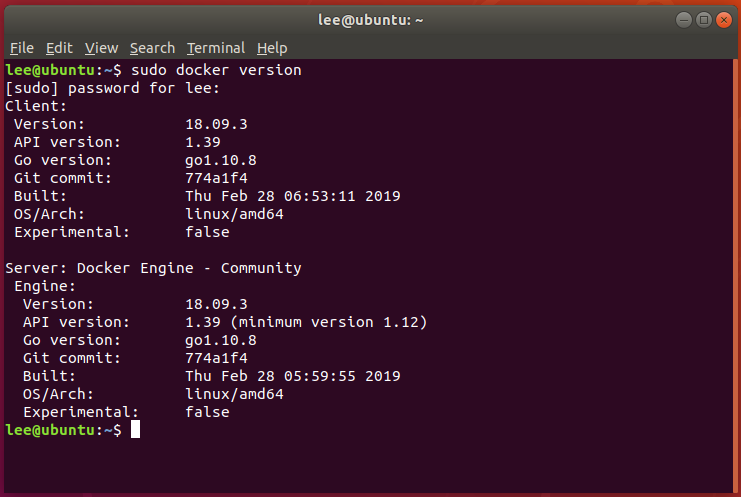 lee@ubuntu: ~
File Edit View Search Terminal Help
lee@ubuntu:~$ sudo docker version
[sudo] password for lee:
Client:
 Version:           18.09.3
 API version:       1.39
 Go version:        go1.10.8
 Git commit:        774a1f4
 Built:             Thu Feb 28 06:53:11 2019
 OS/Arch:           linux/amd64
 Experimental:      false

Server: Docker Engine - Community
 Engine:
  Version:          18.09.3
  API version:      1.39 (minimum version 1.12)
  Go version:       go1.10.8
  Git commit:       774a1f4
  Built:            Thu Feb 28 05:59:55 2019
  OS/Arch:          linux/amd64
  Experimental:     false
lee@ubuntu:~$